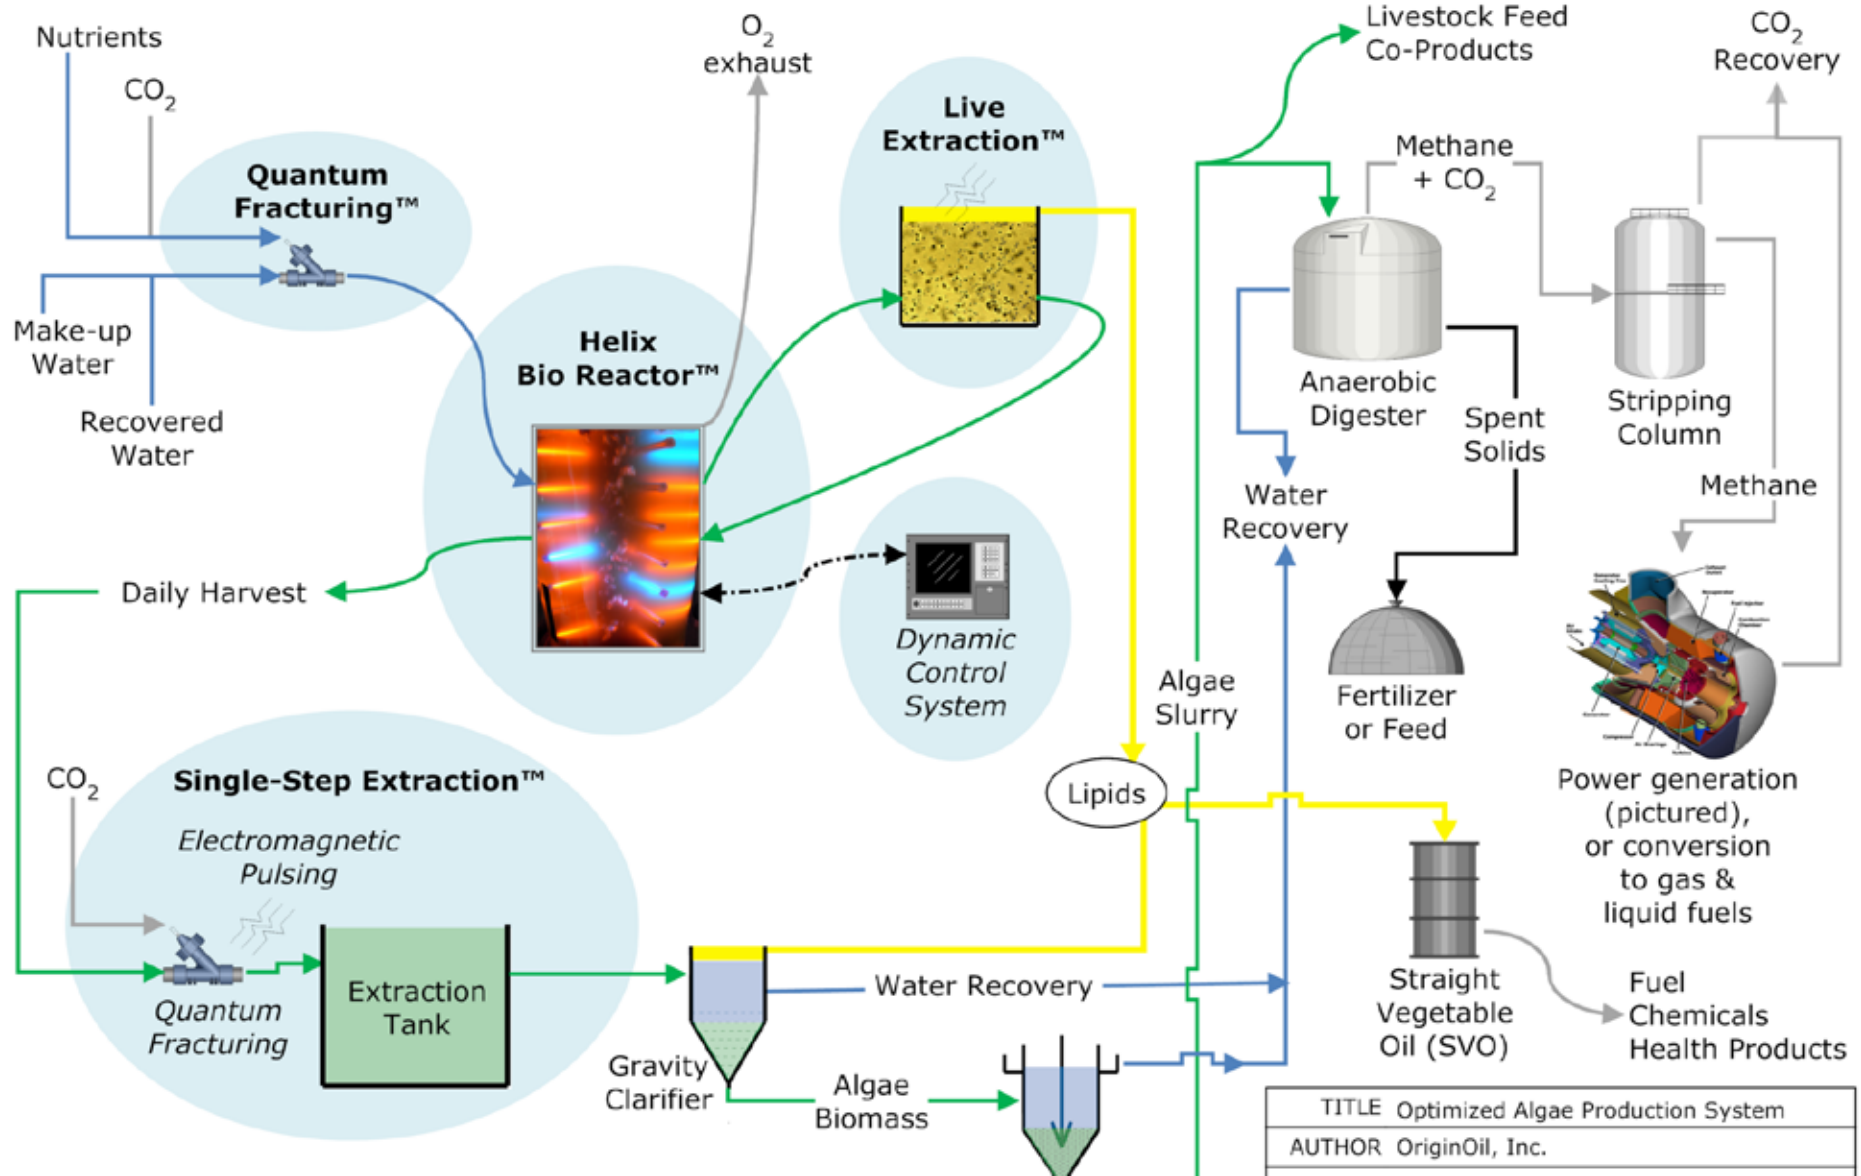 Nutrients
CO2
Quantum
Fracturing™
Make-up
Water
Recovered
Water
O2
exhaust
Helix
Bio Reactor™
Live
Extraction™
Daily Harvest
Dynamic
Control
System
CO2
Single-Step Extraction™
Electromagnetic
Pulsing
Quantum
Fracturing
Extraction
Tank
Gravity
Clarifier
Water Recovery
Algae
Biomass
Lipids
Algae
Slurry
Livestock Feed
Co-Products
Methane
+ CO2
CO2
Recovery
Anaerobic
Digester
Spent
Solids
Stripping
Column
Water
Recovery
Methane
Fertilizer
or Feed
Power generation
(pictured),
or conversion
to gas &
liquid fuels
Straight
Vegetable
Oil (SVO)
Fuel
Chemicals
Health Products
TITLE Optimized Algae Production System
AUTHOR OriginOil, Inc.